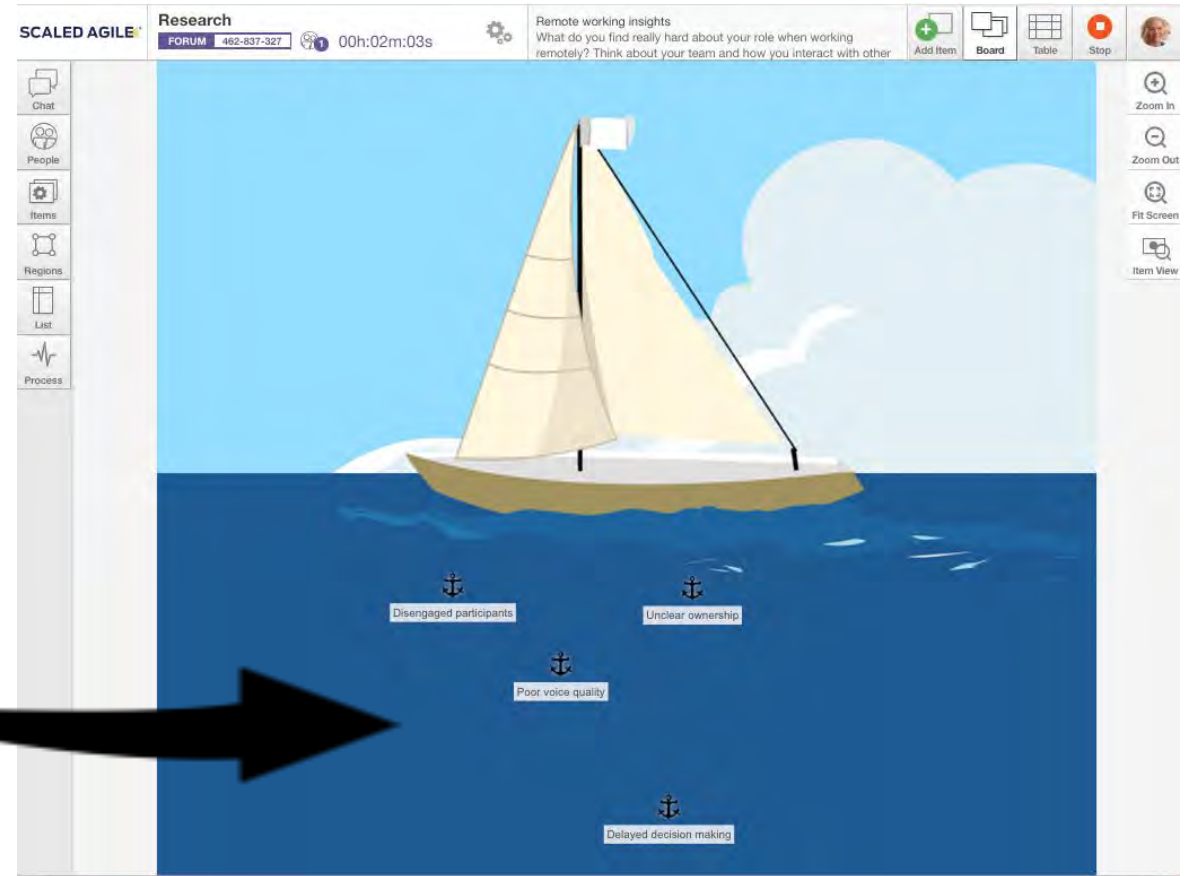 SCALED AGILE
Research
FORUM 462-837-327 1 00h:02m:03s
Remote working insights
What do you find really hard about your role when working
remotely? Think about your team and how you interact with other
Add Item
Board
Table
Stop
Chat
People
Items
Regions
List
Process
Zoom In
Zoom Out
Fit Screen
Item View
Disengaged participants
Unclear ownership
Poor voice quality
Delayed decision making